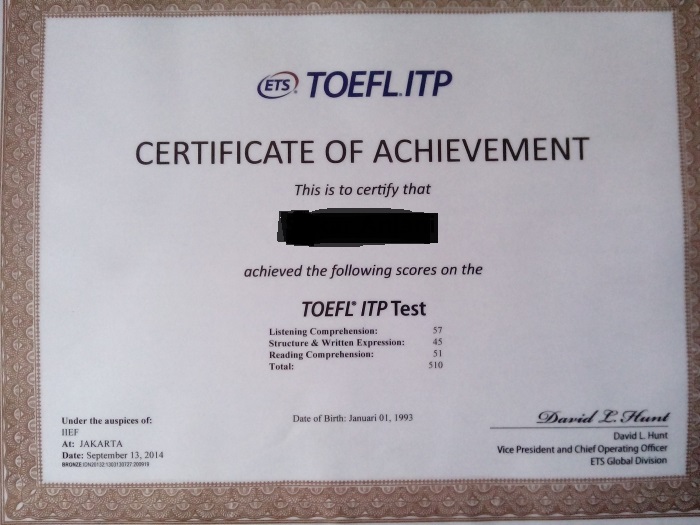 ETS TOEFL ITP
CERTIFICATE OF ACHIEVEMENT
This is to certify that
achieved the following scores on the
TOEFL® ITP Test
Listening Comprehension: 57
Structure & Written Expression: 45
Reading Comprehension: 51
Total: 510
Under the auspices of:
IIEF
At: JAKARTA
Date: September 13, 2014
Date of Birth: Januari 01, 1993
David L. Hunt
David L. Hunt
Vice President and Chief Operating Officer
ETS Global Division